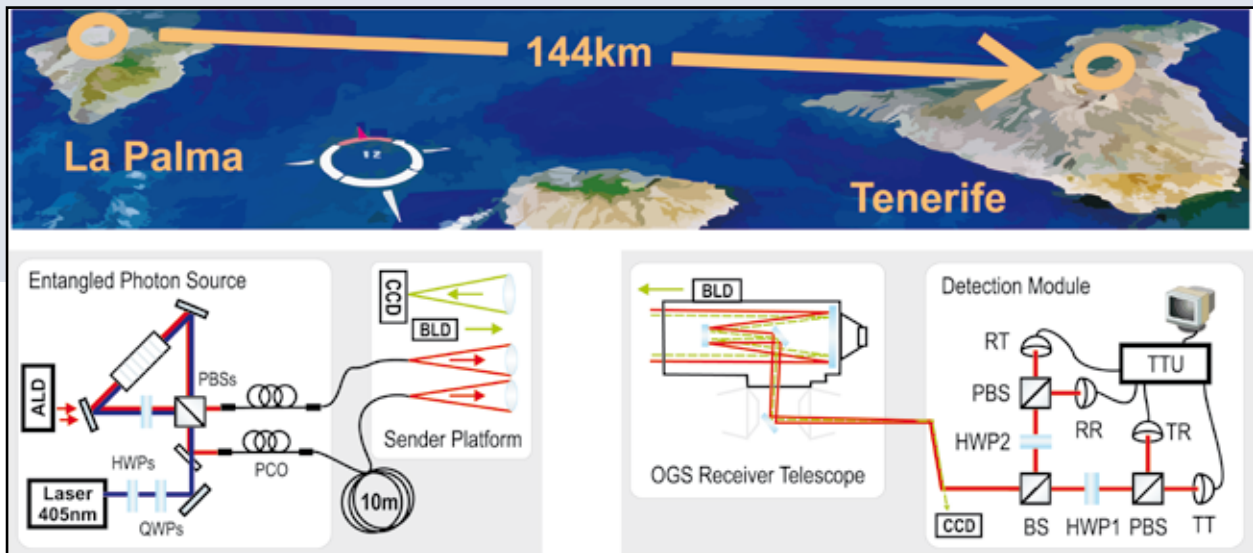 144km
La Palma
Tenerife
Entangled Photon Source
ALD
PBSs
HWPs
PCO
Laser
405nm
QWPs
CCD
BLD
Sender Platform
10m
BLD
OGS Receiver Telescope
CCD
Detection Module
RT
TTU
PBS
RR
TR
HWP2
BS
HWP1
PBS
TT